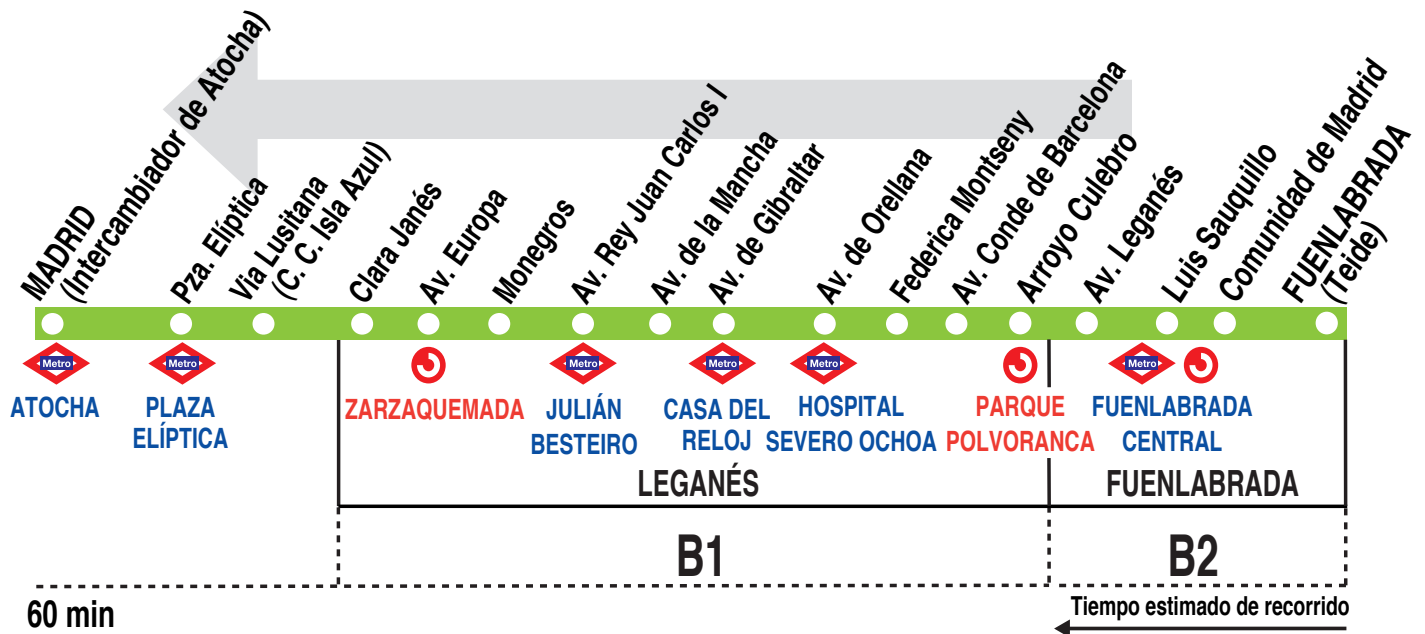 MADRID
(Intercambiador de Atocha)
Pza. Elíptica
Via Lusitana
(C. C. Isla Azul)
Clara Janés
Av. Europa
Monegros
Av. Rey Juan Carlos I
Av. de la Mancha
Av. de Gibraltar
Av. de Orellana
Federica Montseny
Av. Conde de Barcelona
Arroyo Culebro
Av. Leganés
Luis Sauquillo
Comunidad de Madrid
FUENLABRADA
(Teide)
Metro
Metro
Metro
Metro
Metro
Metro
ATOCHA
PLAZA
ELÍPTICA
ZARZAQUEMADA
JULIÁN
BESTEIRO
CASA DEL
RELOJ
HOSPITAL
SEVERO OCHOA
PARQUE
POLVORANCA
FUENLABRADA
CENTRAL
LEGANÉS
FUENLABRADA
B1
B2
60 min
Tiempo estimado de recorrido